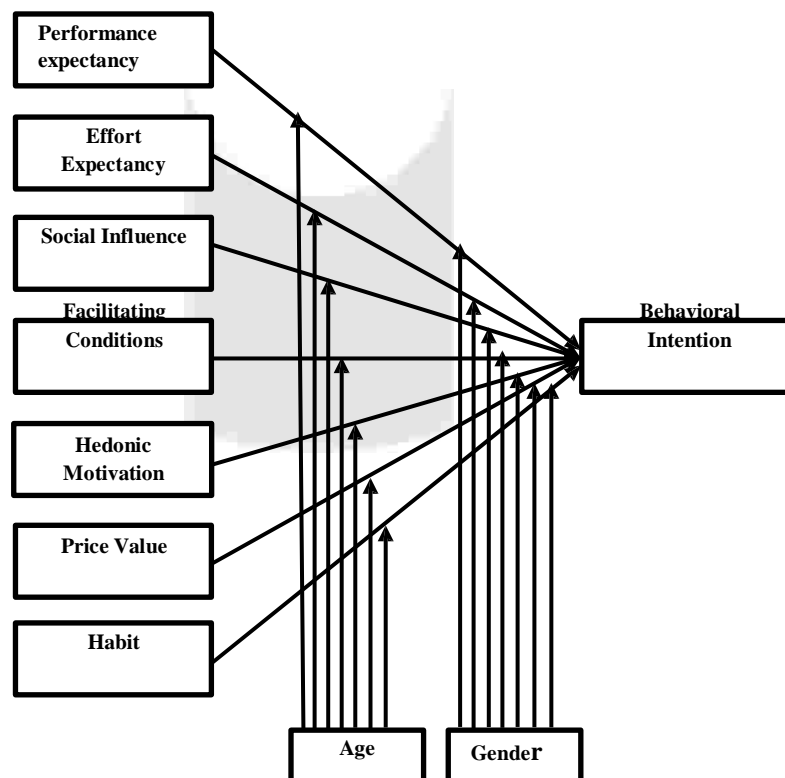 Performance
expectancy
Effort
Expectancy
Social Influence
Facilitating
Conditions
Behavioral
Intention
Hedonic
Motivation
Price Value
Habit
Age
Gender